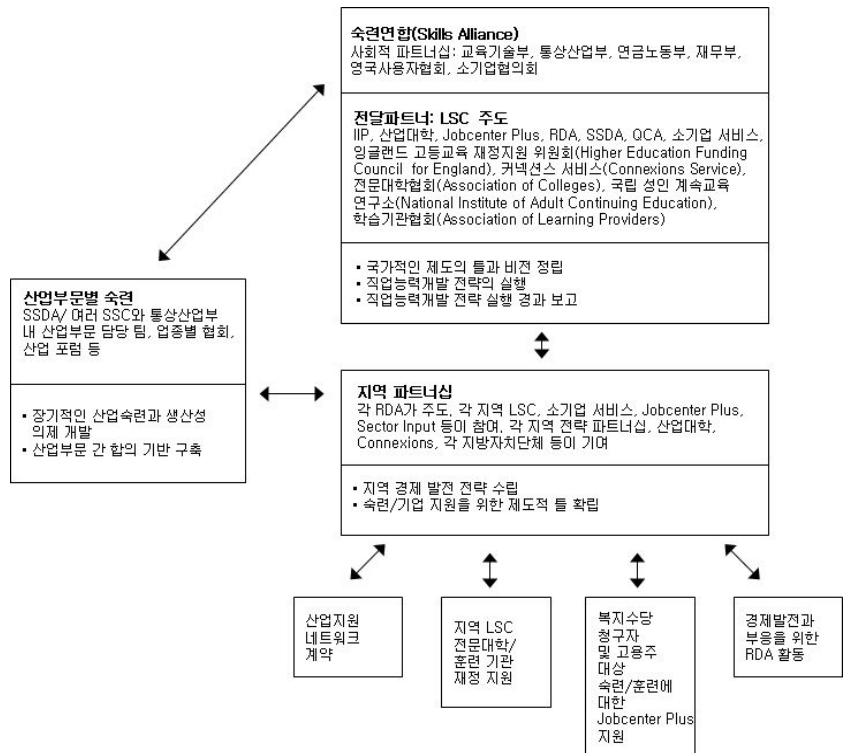 숙련연합(Skills Alliance)
사회적 파트너십: 교육기술부, 통상산업부, 연금노동부, 재무부,
영국사용자협회, 소기업협의회
전달파트너: LSC 주도
IIP, 산업대학, Jobcenter Plus, RDA, SSDA, QCA, 소기업 서비스,
잉글랜드 고등교육 재정지원 위원회(Higher Education Funding
Council for England), 커넥션스 서비스(Connexions Service),
전문대학협회(Association of Colleges), 국립 성인 계속교육
연구소(National Institute of Adult Continuing Education),
학습기관협회(Association of Learning Providers)
▪ 국가적인 제도의 틀과 비전 정립
▪ 직업능력개발 전략의 실행
▪ 직업능력개발 전략 실행 경과 보고
산업부문별 숙련
SSDA/ 여러 SSC와 통상산업부
내 산업부문 담당 팀, 업종별 협회,
산업 포럼 등
▪ 장기적인 산업숙련과 생산성
의제 개발
▪ 산업부문 간 합의 기반 구축
지역 파트너십
각 RDA가 주도, 각 지역 LSC, 소기업 서비스, Jobcenter Plus,
Sector Input 등이 참여, 각 지역 전략 파트너십, 산업대학,
Connexions, 각 지방자치단체 등이 기여
▪ 지역 경제 발전 전략 수립
▪ 숙련/기업 지원을 위한 제도적 틀 확립
산업지원
네트워크
계약
지역 LSC
전문대학/
훈련 기관
재정 지원
복지수당
청구자
및 고용주
대상
숙련/훈련에
대한
Jobcenter Plus
지원
경제발전과
부응을 위한
RDA 활동